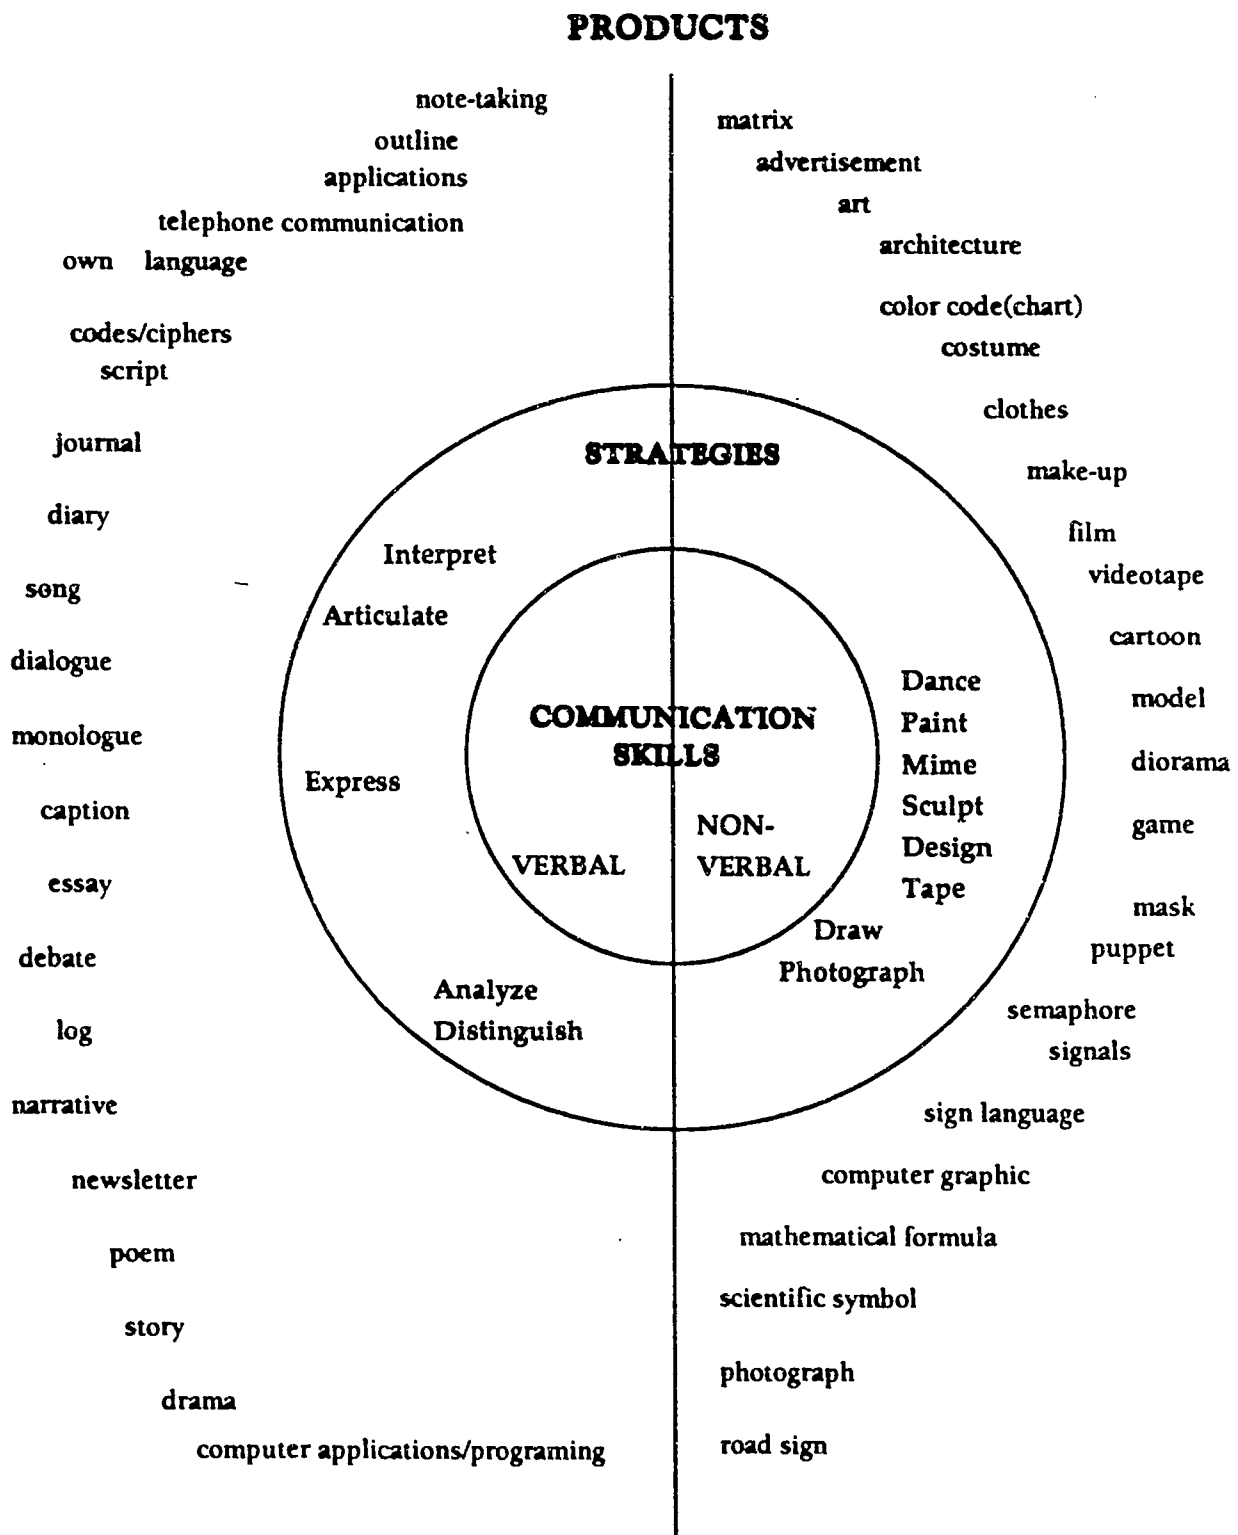 PRODUCTS
note-taking
outline
applications
telephone communication
own language
codes/ciphers
script
journal
diary
song
dialogue
monologue
caption
essay
debate
log
narrative
newsletter
poem
story
drama
computer applications/programing
STRATEGIES
Interpret
Articulate
Express
Analyze
Distinguish
COMMUNICATION
SKILLS
VERBAL
NON-
VERBAL
Dance
Paint
Mime
Sculpt
Design
Tape
Draw
Photograph
matrix
advertisement
art
architecture
color code(chart)
costume
clothes
make-up
film
videotape
cartoon
model
diorama
game
mask
puppet
semaphore
signals
sign language
computer graphic
mathematical formula
scientific symbol
photograph
road sign